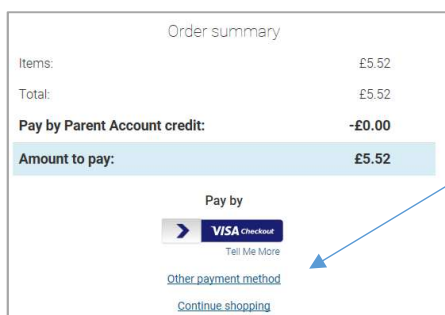 Order summary
Items: £5.52
Total: £5.52
Pay by Parent Account credit: -£0.00
Amount to pay: £5.52
Pay by
VISA Checkout
Tell Me More
Other payment method
Continue shopping